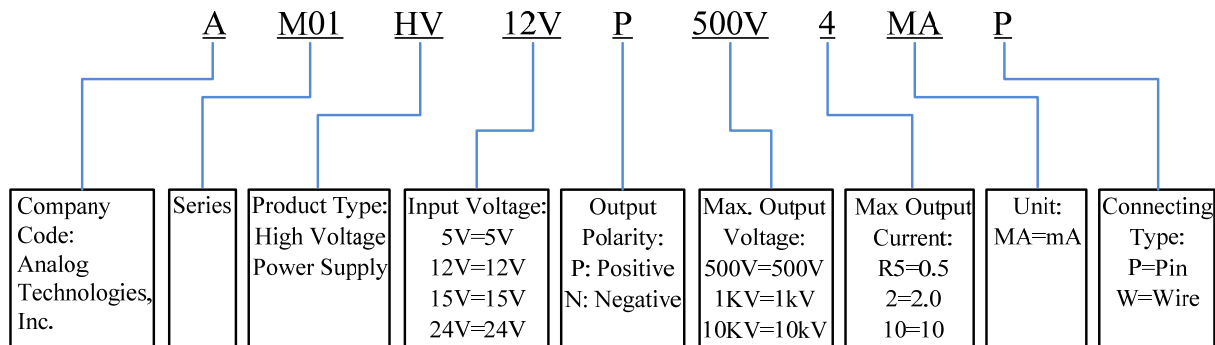 A M01 HV 12V P 500V 4 MA P
Company
Code:
Analog
Technologies,
Inc.
Series
Product Type:
High Voltage
Power Supply
Input Voltage:
5V=5V
12V=12V
15V=15V
24V=24V
Output
Polarity:
P: Positive
N: Negative
Max. Output
Voltage:
500V=500V
1KV=1kV
10KV=10kV
Max Output
Current:
R5=0.5
2=2.0
10=10
Unit:
MA=mA
Connecting
Type:
P=Pin
W=Wire